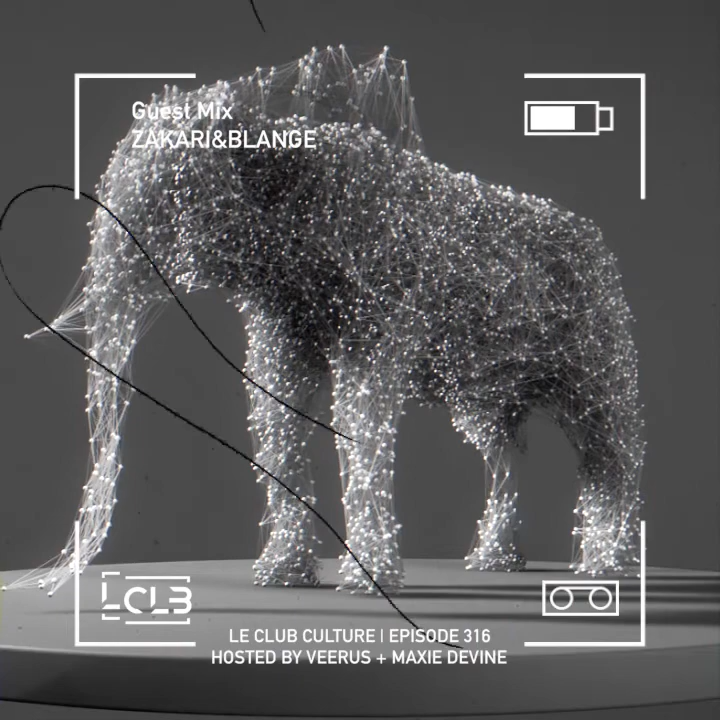 Guest Mix
ZAKARI&BLANGE
LCLB
LE CLUB CULTURE | EPISODE 316
HOSTED BY VEERUS + MAXIE DEVINE